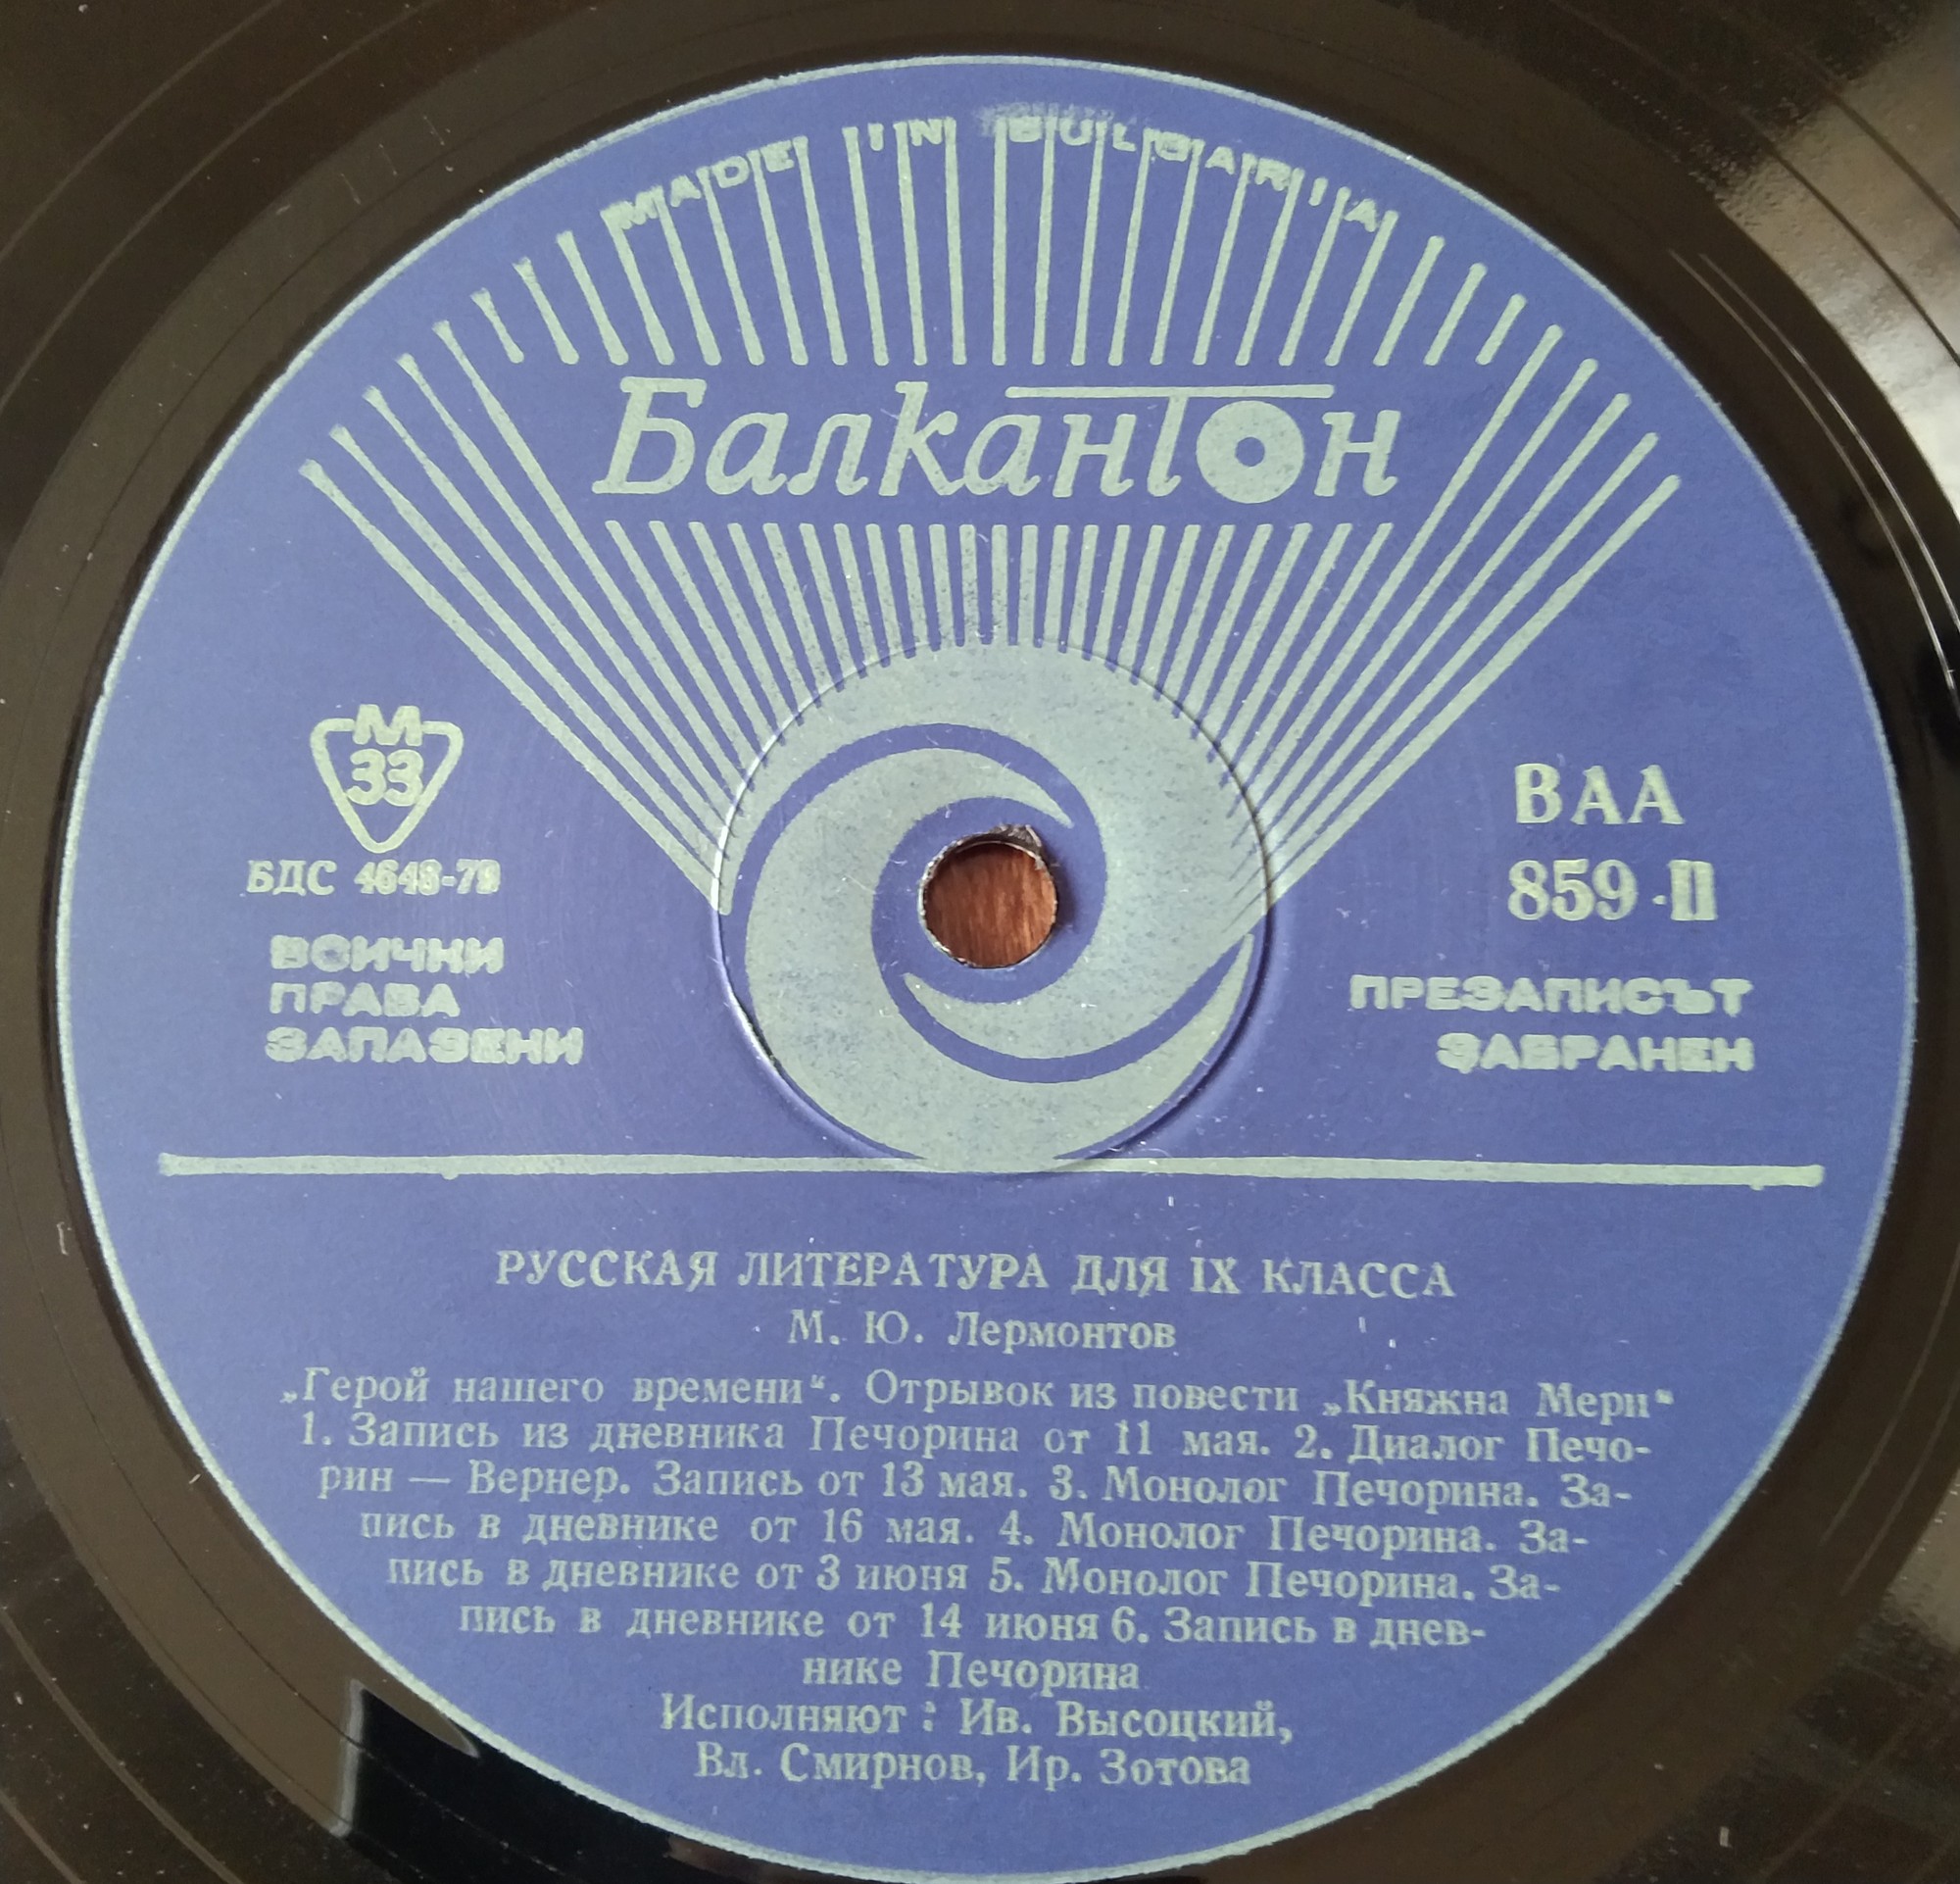 MADE IN BULGARIA
Балкантон
М
33
БДС 4643-79
ВСИЧКИ
ПРАВА
ЗАПАЗЕНИ
ВАА
859-II
ПРЕЗАПИСЪТ
ЗАБРАНЕН
РУССКАЯ ЛИТЕРАТУРА ДЛЯ IX КЛАССА
М. Ю. Лермонтов
„Герой нашего времени“. Отрывок из повести „Княжна Мери“
1. Запись из дневника Печорина от 11 мая. 2. Диалог Печо-
рин — Вернер. Запись от 13 мая. 3. Монолог Печорина. За-
пись в дневнике от 16 мая. 4. Монолог Печорина. За-
пись в дневнике от 3 июня 5. Монолог Печорина. За-
пись в дневнике от 14 июня 6. Запись в днев-
нике Печорина
Исполняют : Ив. Высоцкий,
Вл. Смирнов, Ир. Зотова